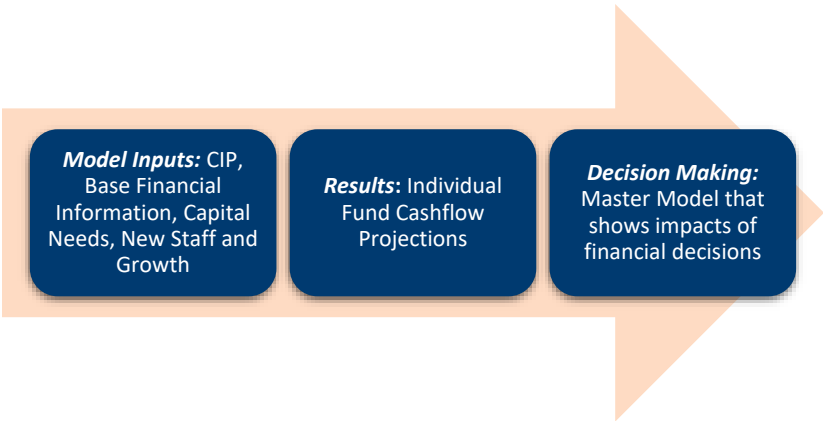 Model Inputs: CIP,
Base Financial
Information, Capital
Needs, New Staff and
Growth
Results: Individual
Fund Cashflow
Projections
Decision Making:
Master Model that
shows impacts of
financial decisions